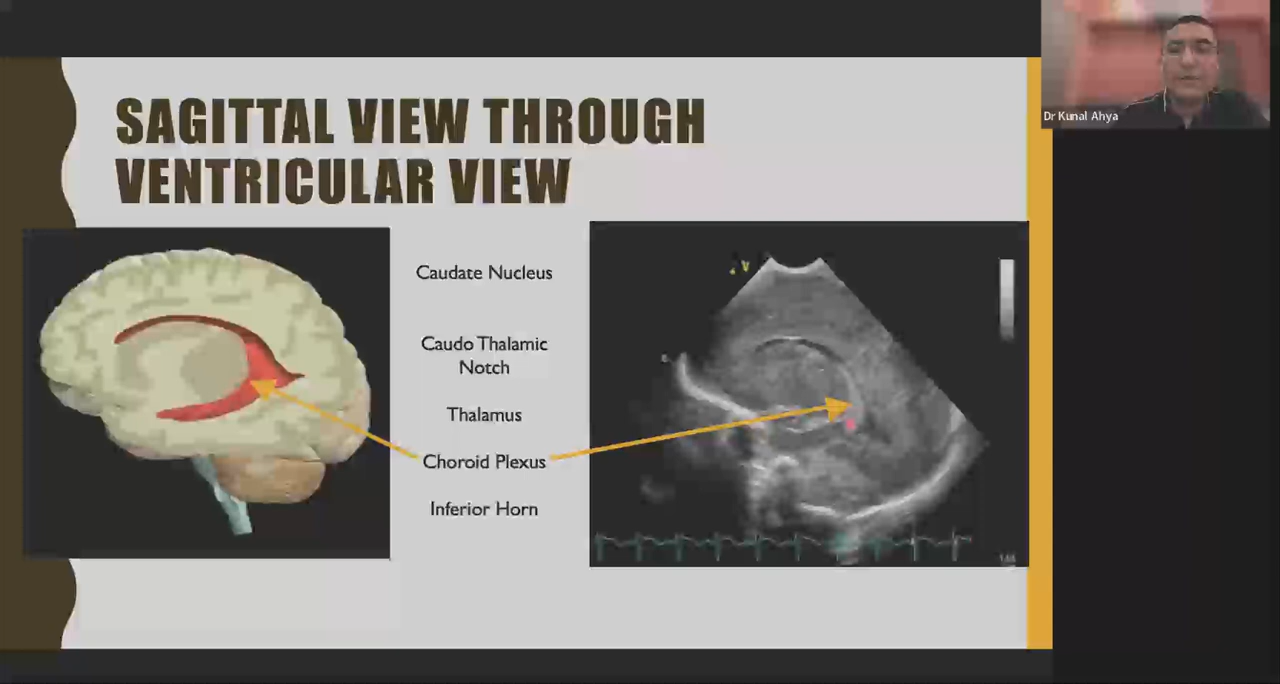 SAGITTAL VIEW THROUGH
VENTRICULAR VIEW
Dr Kunal Ahya
Caudate Nucleus
Caudo Thalamic
Notch
Thalamus
Choroid Plexus
Inferior Horn
V